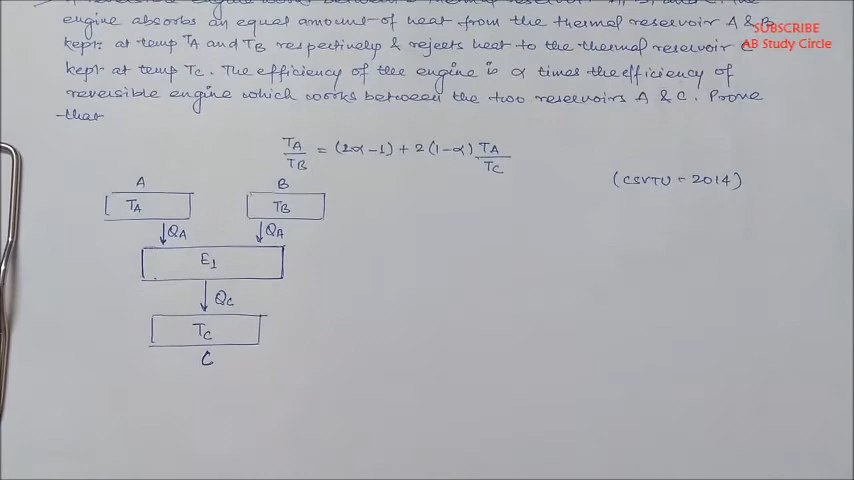 engine absorbs an equal amount of heat from the thermal reservoir A & B
kept at temp TA and TB respectively & rejects heat to the thermal reservoir C
kept at temp TC. The efficiency of the engine is α times the efficiency of
reversible engine which works between the two reservoirs A & C. Prove
that
TA/TB = (2α-1) + 2(1-α) TA/TC
(CSVTU - 2014)
A B
TA TB
QA QA
E1
QC
TC
C
SUBSCRIBE
AB Study Circle